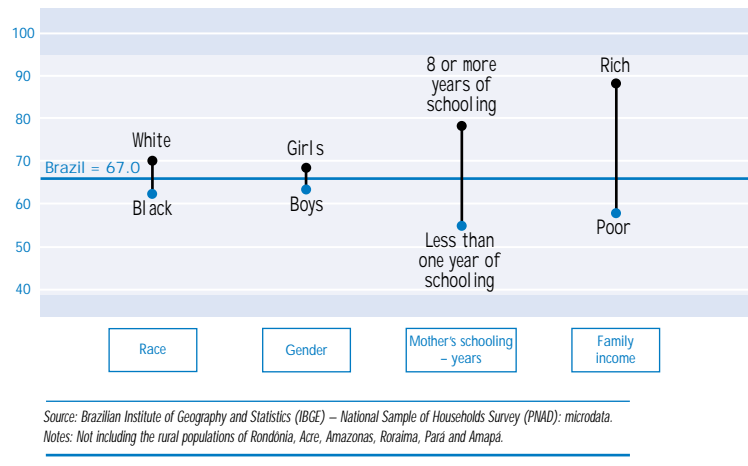 100
90
80
70
60
50
40
Brazil = 67.0
White
Black
Girls
Boys
8 or more
years of
schooling
Less than
one year of
schooling
Rich
Poor
Race
Gender
Mother's schooling
– years
Family
income
Source: Brazilian Institute of Geography and Statistics (IBGE) – National Sample of Households Survey (PNAD): microdata.
Notes: Not including the rural populations of Rondônia, Acre, Amazonas, Roraima, Pará and Amapá.